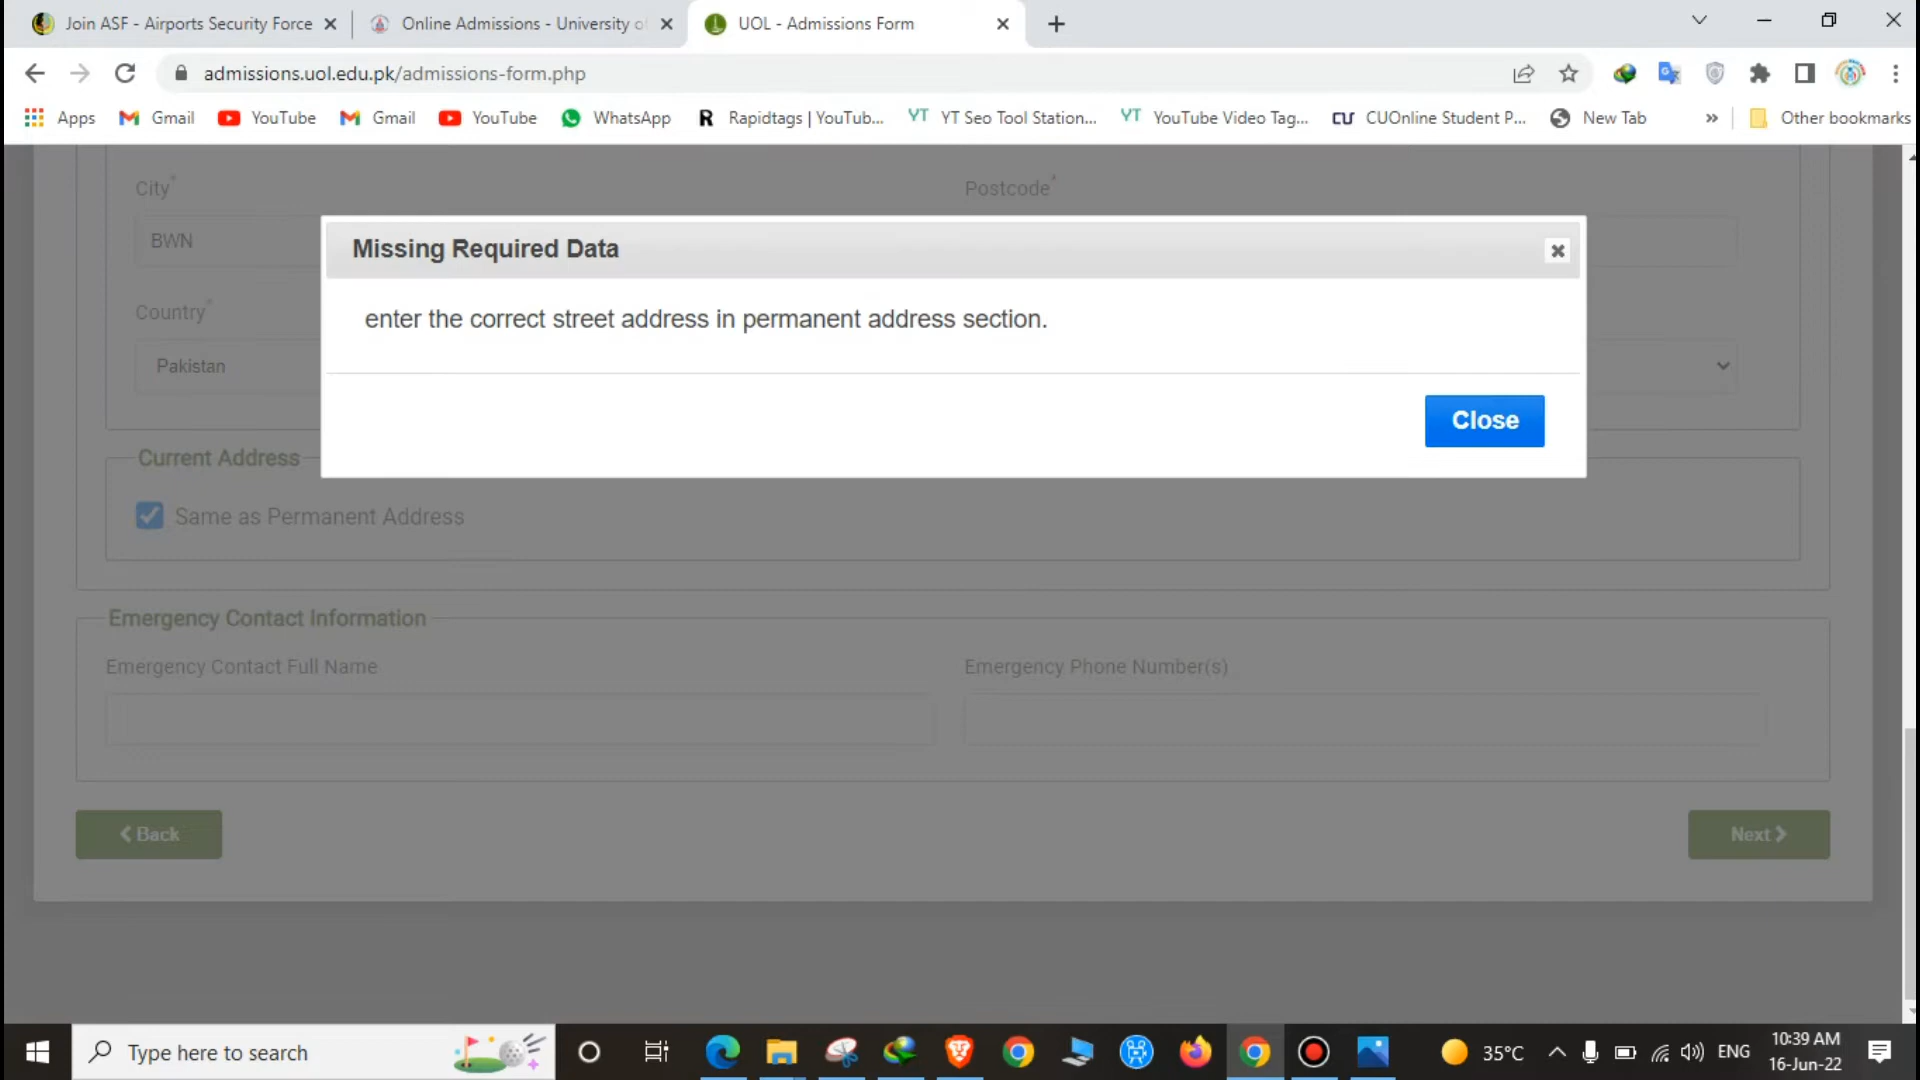 Join ASF - Airports Security Force
Online Admissions - University o
UOL - Admissions Form
admissions.uol.edu.pk/admissions-form.php
Apps
Gmail
YouTube
Gmail
YouTube
WhatsApp
R Rapidtags | YouTub...
YT YT Seo Tool Station...
YT YouTube Video Tag...
CU CUOnline Student P...
New Tab
»
Other bookmarks
City*
Postcode*
BWN
Missing Required Data
enter the correct street address in permanent address section.
Country*
Pakistan
Close
Current Address
Same as Permanent Address
Emergency Contact Information
Emergency Contact Full Name
Emergency Phone Number(s)
Back
Next
Type here to search
35°C
ENG
10:39 AM
16-Jun-22